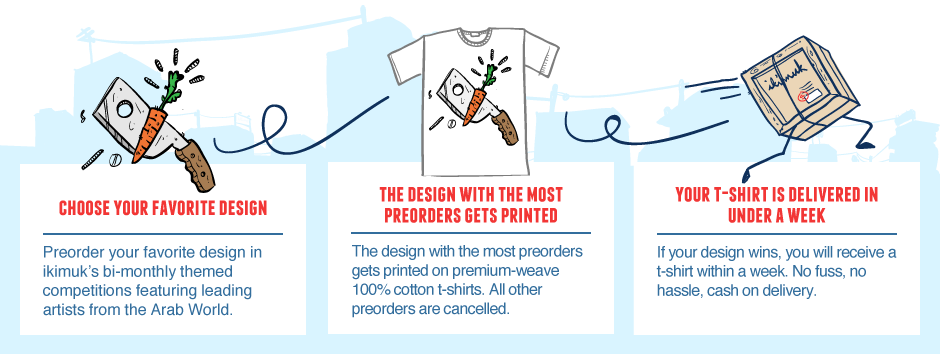 ikimuk
CHOOSE YOUR FAVORITE DESIGN
Preorder your favorite design in
ikimuk's bi-monthly themed
competitions featuring leading
artists from the Arab World.
THE DESIGN WITH THE MOST
PREORDERS GETS PRINTED
The design with the most preorders
gets printed on premium-weave
100% cotton t-shirts. All other
preorders are cancelled.
YOUR T-SHIRT IS DELIVERED IN
UNDER A WEEK
If your design wins, you will receive a
t-shirt within a week. No fuss, no
hassle, cash on delivery.